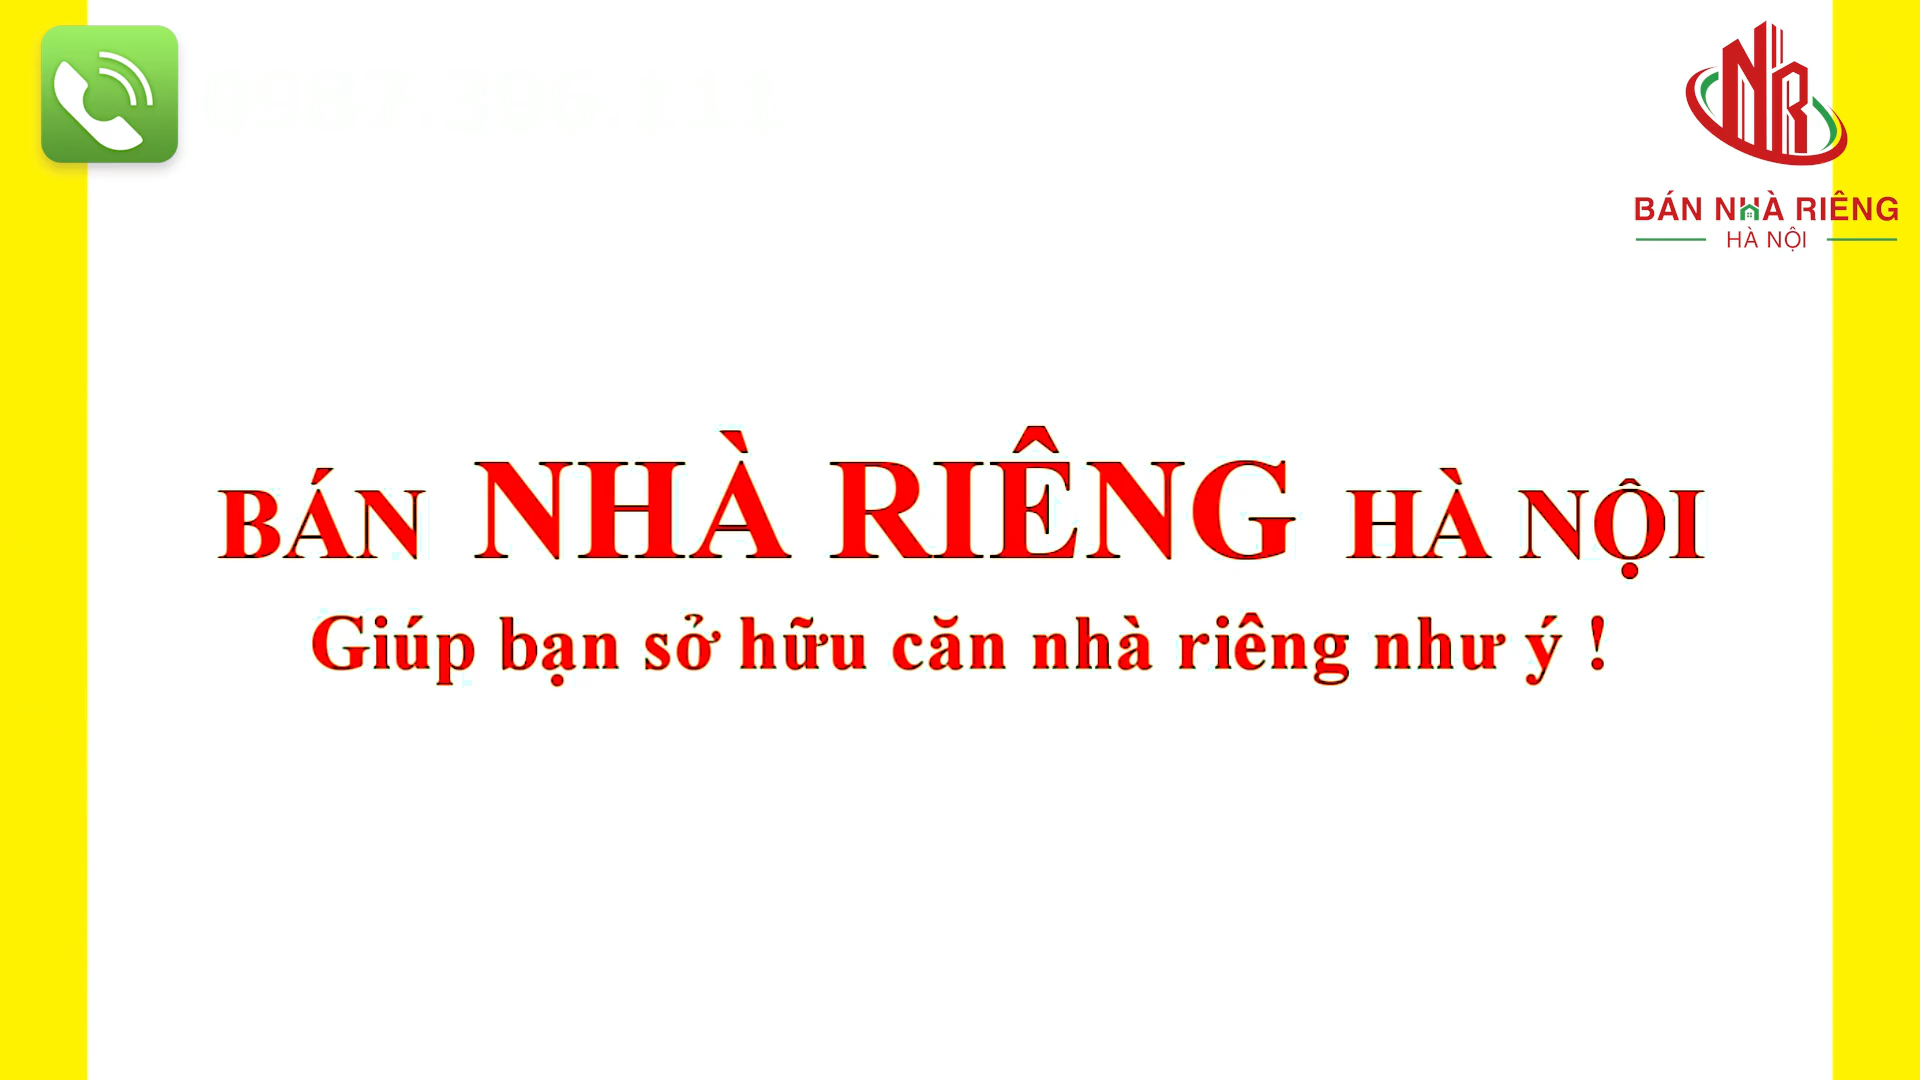 BÁN NHÀ RIÊNG
HÀ NỘI
BÁN NHÀ RIÊNG HÀ NỘI
Giúp bạn sở hữu căn nhà riêng như ý !